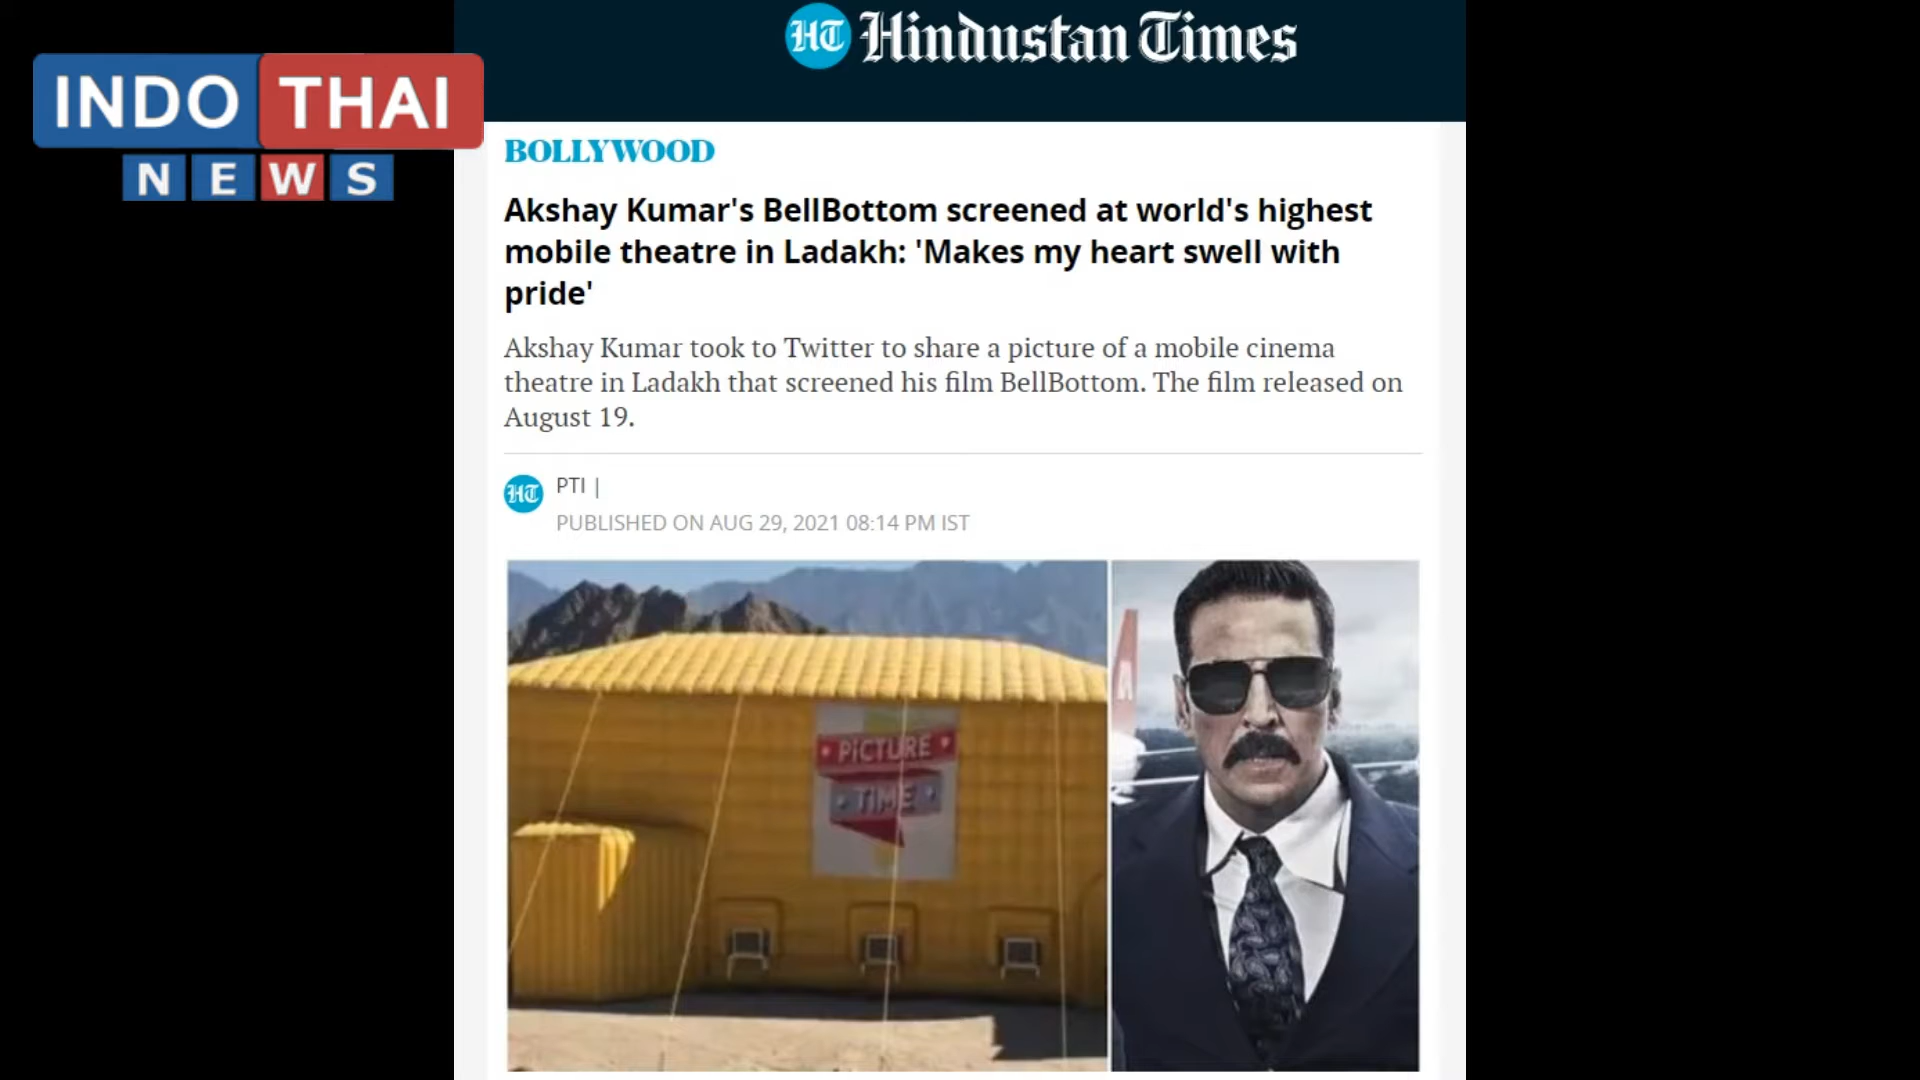 HT Hindustan Times
INDO THAI
NEWS
BOLLYWOOD
Akshay Kumar's BellBottom screened at world's highest
mobile theatre in Ladakh: 'Makes my heart swell with
pride'
Akshay Kumar took to Twitter to share a picture of a mobile cinema
theatre in Ladakh that screened his film BellBottom. The film released on
August 19.
HT PTI |
PUBLISHED ON AUG 29, 2021 08:14 PM IST
PICTURE
TIME